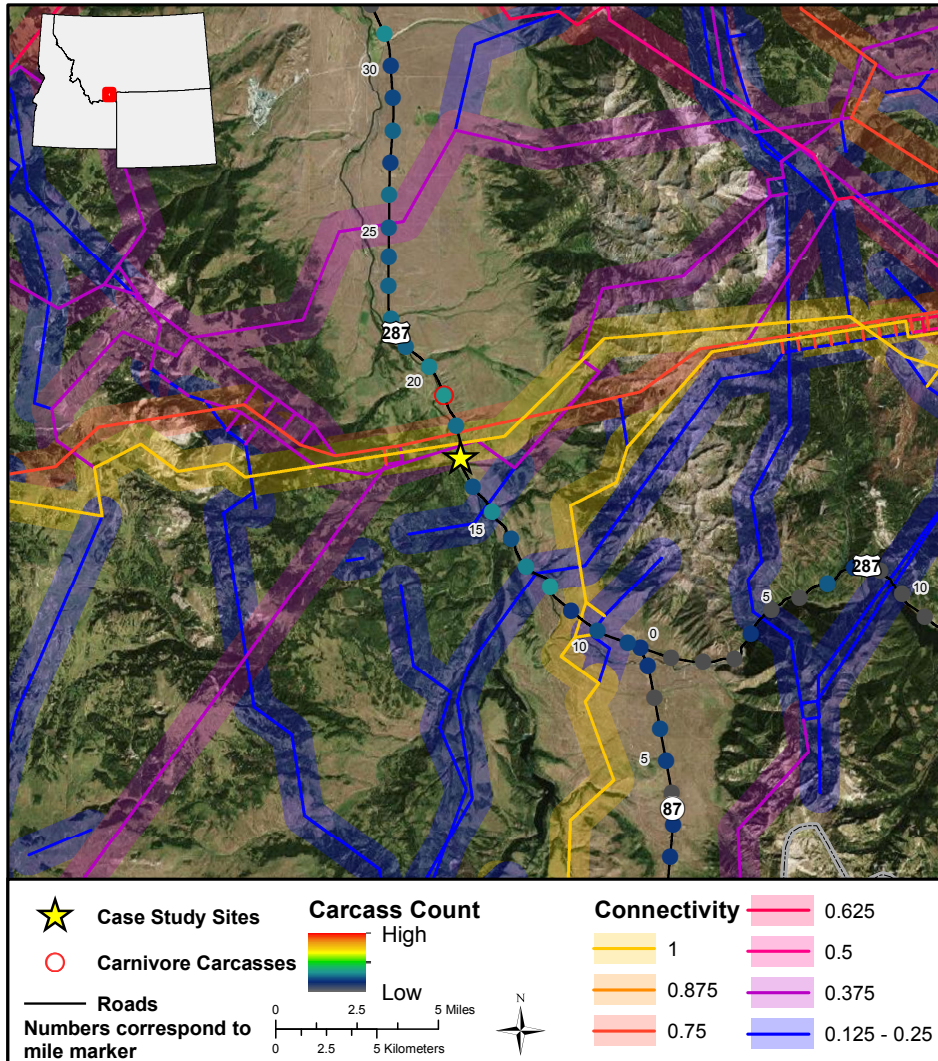 30
25
287
20
15
287
5
10
0
10
5
87
Case Study Sites
Carnivore Carcasses
Roads
Numbers correspond to
mile marker
Carcass Count
High
Low
0 2.5 5 Miles
0 2.5 5 Kilometers
N
Connectivity
1
0.875
0.75
0.625
0.5
0.375
0.125 - 0.25